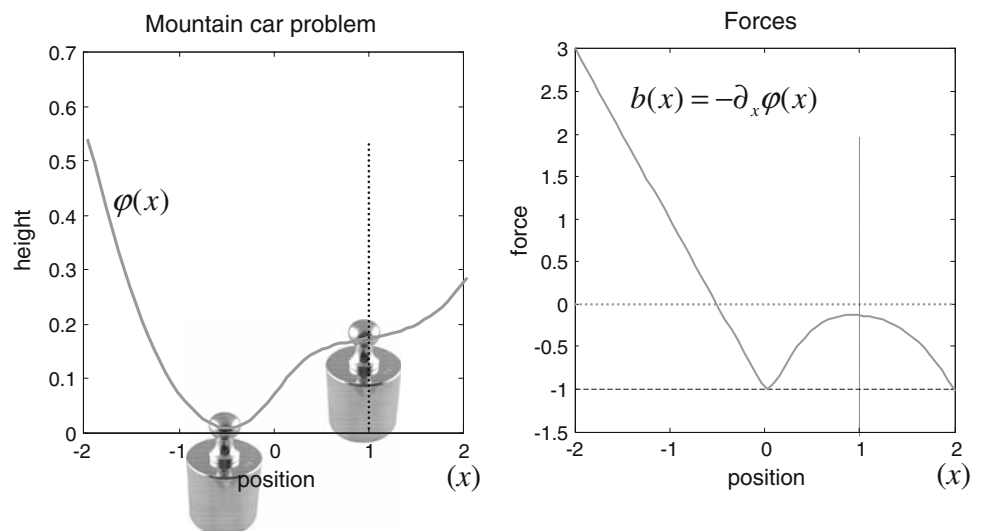 Mountain car problem
0.7
0.6
0.5
0.4
0.3
0.2
0.1
0
height
φ(x)
-2 -1 0 1 2
position
(x)
Forces
3
2.5
2
1.5
1
0.5
0
-0.5
-1
-1.5
force
b(x) = −∂ₓφ(x)
-2 -1 0 1 2
position
(x)